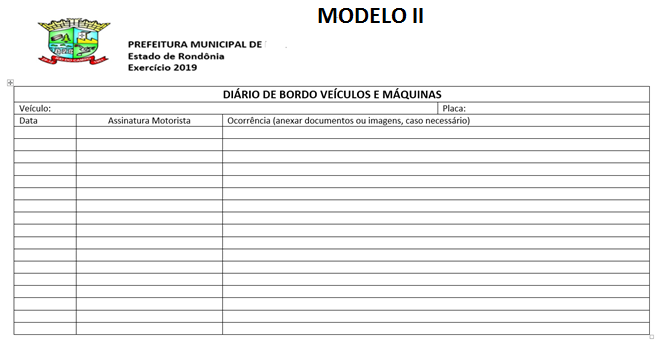 MODELO II
PREFEITURA MUNICIPAL DE
Estado de Rondônia
Exercício 2019
DIÁRIO DE BORDO VEÍCULOS E MÁQUINAS
Veículo: Placa:
Data Assinatura Motorista Ocorrência (anexar documentos ou imagens, caso necessário)